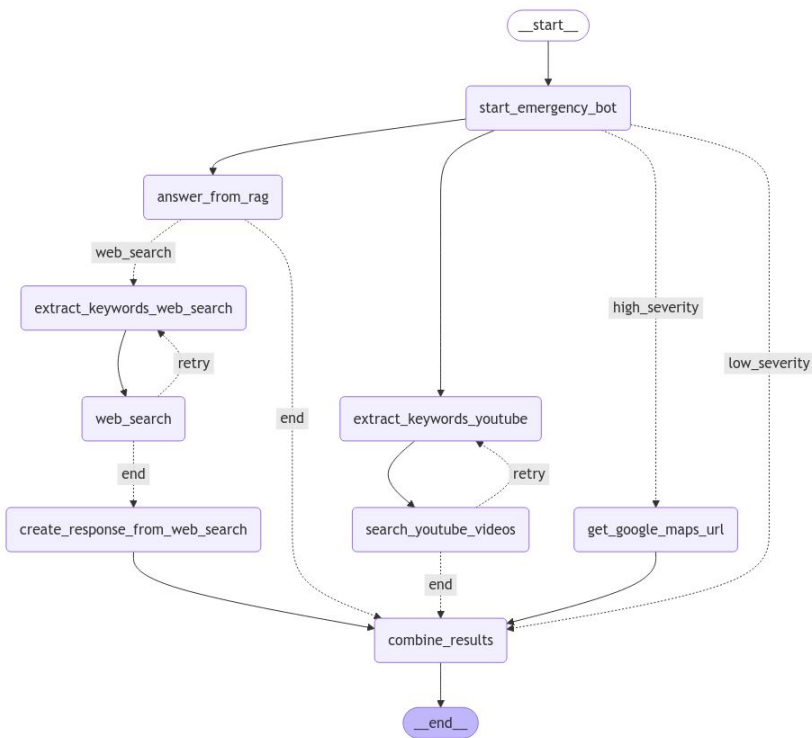 __start__
start_emergency_bot
answer_from_rag
web_search
extract_keywords_web_search
high_severity
retry
low_severity
web_search
end
extract_keywords_youtube
end
retry
create_response_from_web_search
search_youtube_videos
get_google_maps_url
end
combine_results
__end__